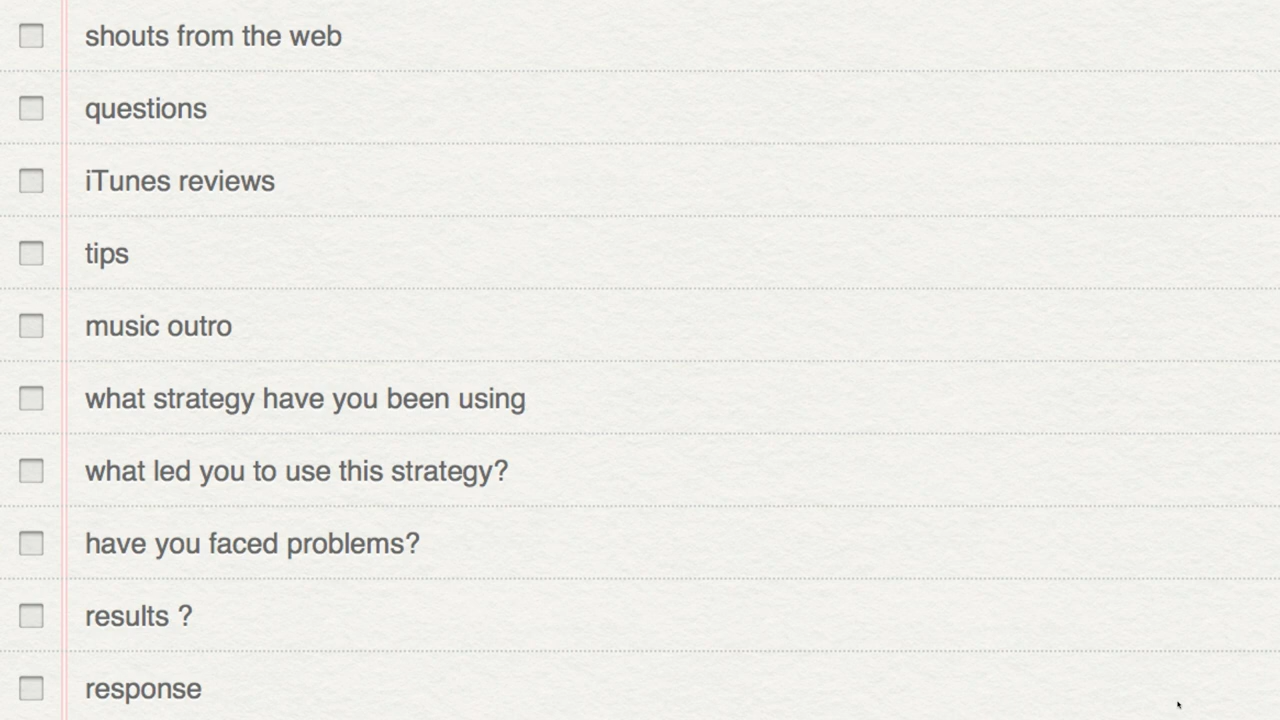 shouts from the web
questions
iTunes reviews
tips
music outro
what strategy have you been using
what led you to use this strategy?
have you faced problems?
results ?
response